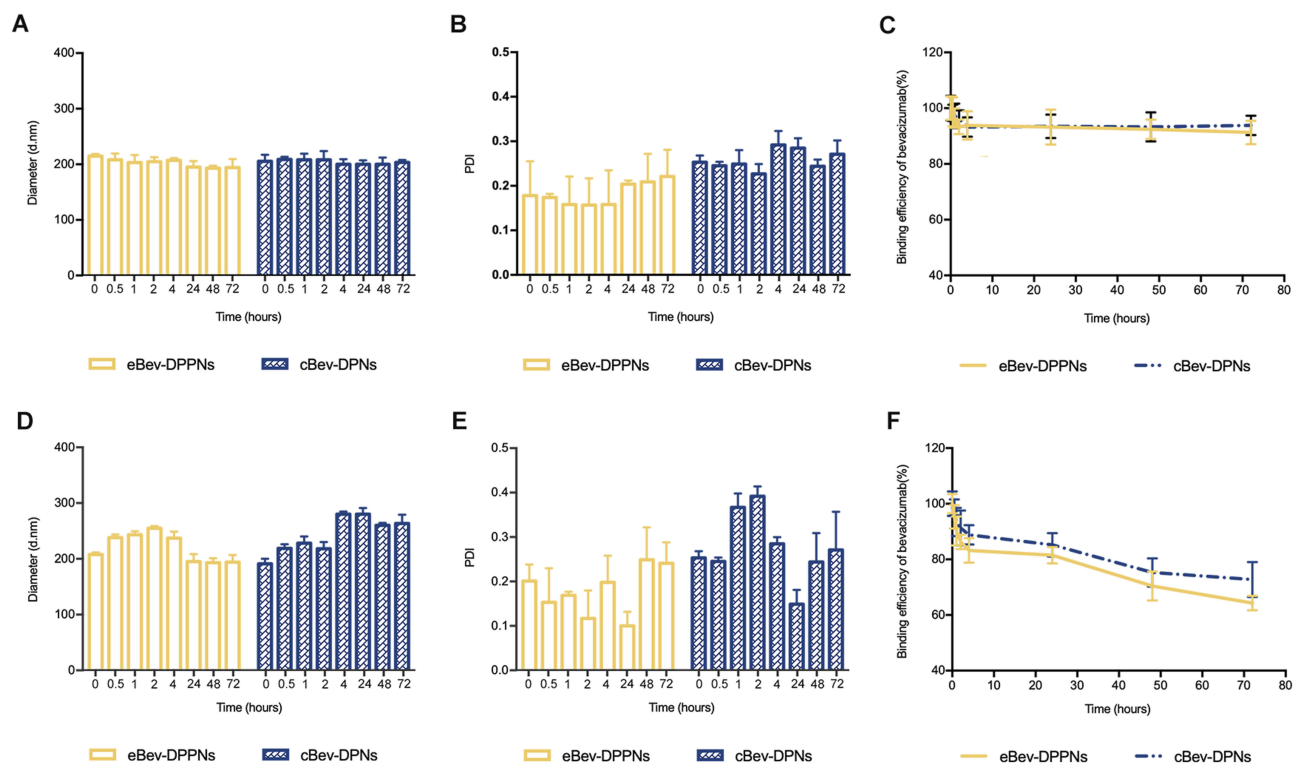 A
Diameter (d.nm)
400
300
200
100
0
0 0.5 1 2 4 24 48 72 0 0.5 1 2 4 24 48 72
Time (hours)
eBev-DPPNs cBev-DPNs
B
PDI
0.5
0.4
0.3
0.2
0.1
0.0
0 0.5 1 2 4 24 48 72 0 0.5 1 2 4 24 48 72
Time (hours)
eBev-DPPNs cBev-DPNs
C
Binding efficiency of bevacizumab(%)
120
100
80
60
40
0 10 20 30 40 50 60 70 80
Time (hours)
eBev-DPPNs cBev-DPNs
D
Diameter (d.nm)
400
300
200
100
0
0 0.5 1 2 4 24 48 72 0 0.5 1 2 4 24 48 72
Time (hours)
eBev-DPPNs cBev-DPNs
E
PDI
0.5
0.4
0.3
0.2
0.1
0.0
0 0.5 1 2 4 24 48 72 0 0.5 1 2 4 24 48 72
Time (hours)
eBev-DPPNs cBev-DPNs
F
Binding efficiency of bevacizumab(%)
120
100
80
60
40
0 10 20 30 40 50 60 70 80
Time (hours)
eBev-DPPNs cBev-DPNs